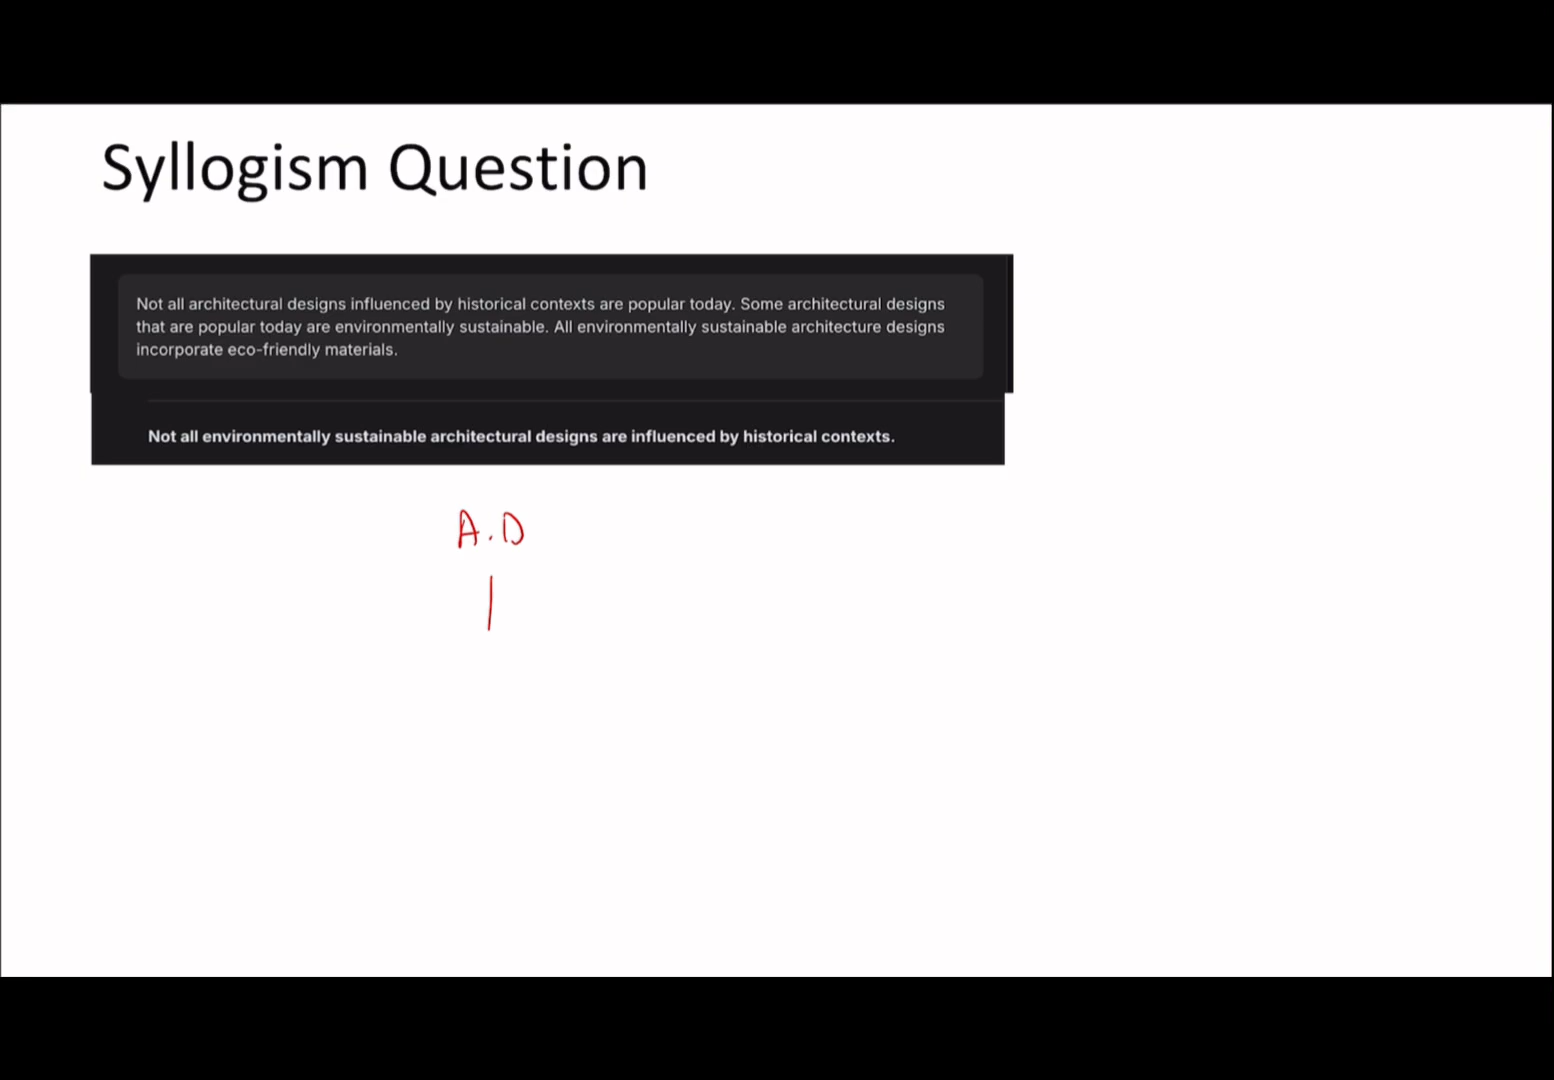 Syllogism Question
Not all architectural designs influenced by historical contexts are popular today. Some architectural designs
that are popular today are environmentally sustainable. All environmentally sustainable architecture designs
incorporate eco-friendly materials.
Not all environmentally sustainable architectural designs are influenced by historical contexts.
A.D